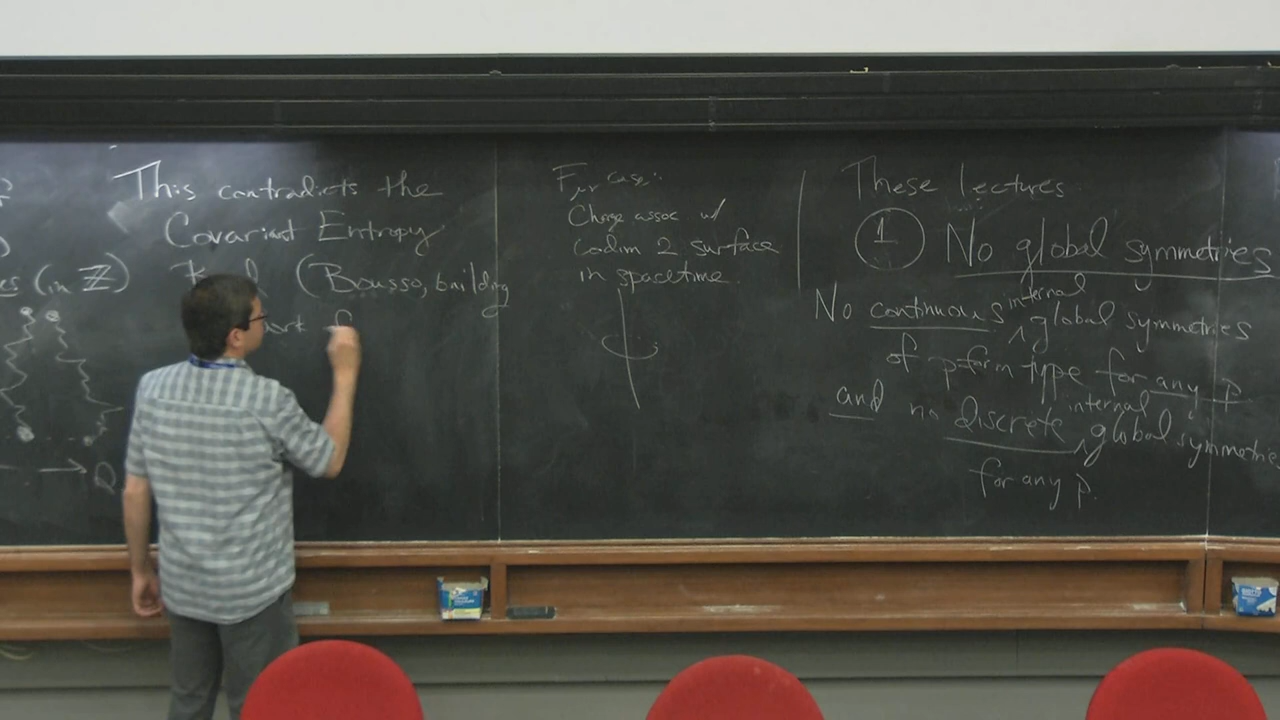 This contradicts the
Covariant Entropy
(Bousso, building
es (in ℤ)
Q
Fur case:
Charge assoc w/
Codim 2 surface
in spacetime.
These lectures
① No global symmetries
No continuous internal global symmetries
of p-form type for any p
and no discrete internal global symmetries
for any p.